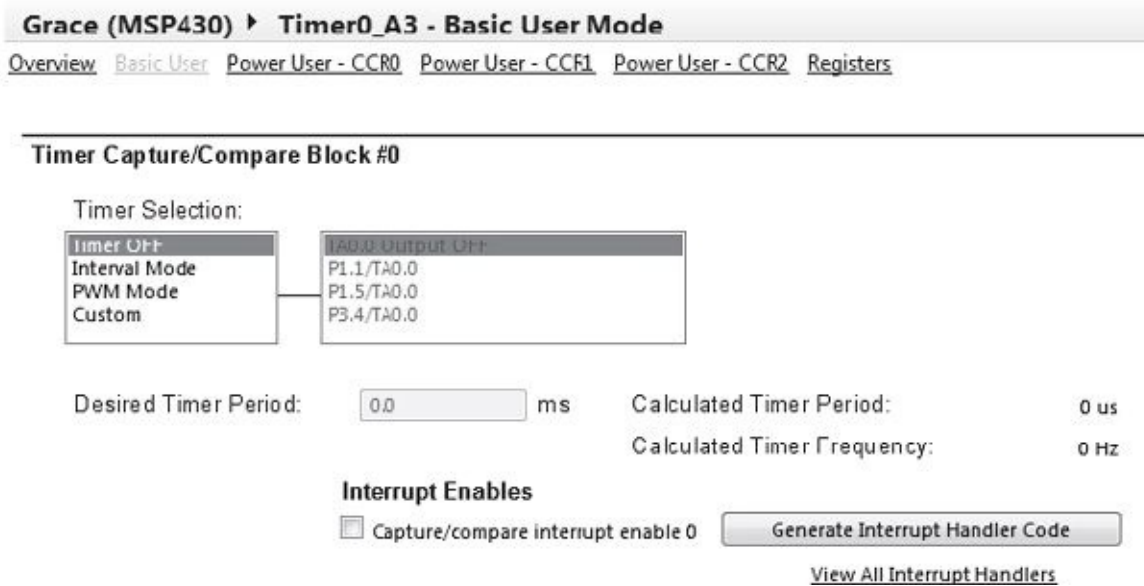 Grace (MSP430) ▸ Timer0_A3 - Basic User Mode
Overview Basic User Power User - CCR0 Power User - CCF1 Power User - CCR2 Registers
Timer Capture/Compare Block #0
Timer Selection:
Timer OFF
Interval Mode
PWM Mode
Custom
TA0.0 Output OFF
P1.1/TA0.0
P1.5/TA0.0
P3.4/TA0.0
Desired Timer Period: 0.0 ms Calculated Timer Period: 0 us
Calculated Timer Frequency: 0 Hz
Interrupt Enables
Capture/compare interrupt enable 0 Generate Interrupt Handler Code
View All Interrupt Handlers